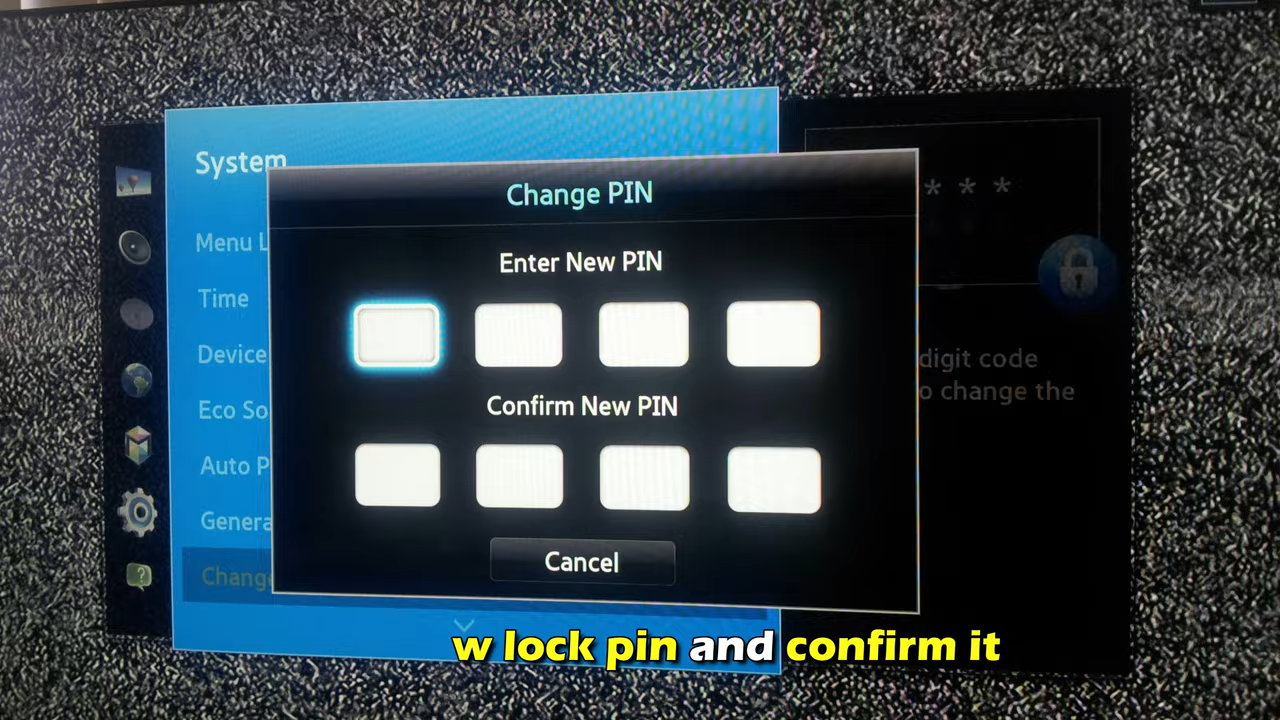 System
Change PIN
* * *
Menu L
Enter New PIN
Time
Device
digit code
o change the
Eco So
Confirm New PIN
Auto P
Genera
Change
Cancel
?
w lock pin and confirm it